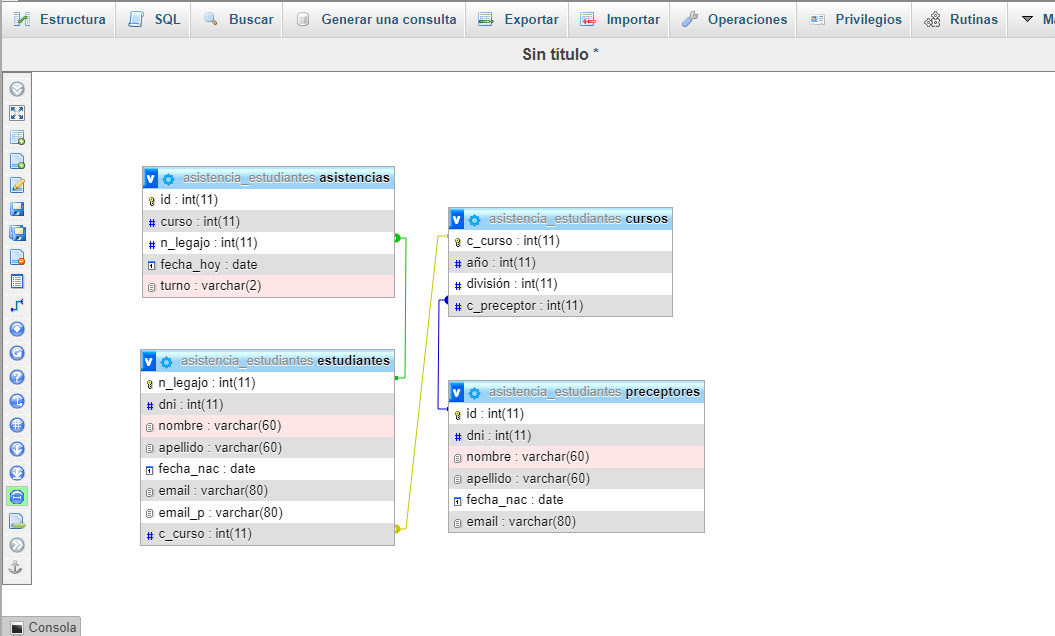 Estructura SQL Buscar Generar una consulta Exportar Importar Operaciones Privilegios Rutinas
Sin título *
v asistencia_estudiantes asistencias
id : int(11)
# curso : int(11)
# n_legajo : int(11)
fecha_hoy : date
turno : varchar(2)
v asistencia_estudiantes cursos
c_curso : int(11)
# año : int(11)
# división : int(11)
# c_preceptor : int(11)
v asistencia_estudiantes estudiantes
n_legajo : int(11)
# dni : int(11)
nombre : varchar(60)
apellido : varchar(60)
fecha_nac : date
email : varchar(80)
email_p : varchar(80)
# c_curso : int(11)
v asistencia_estudiantes preceptores
id : int(11)
# dni : int(11)
nombre : varchar(60)
apellido : varchar(60)
fecha_nac : date
email : varchar(80)
Consola